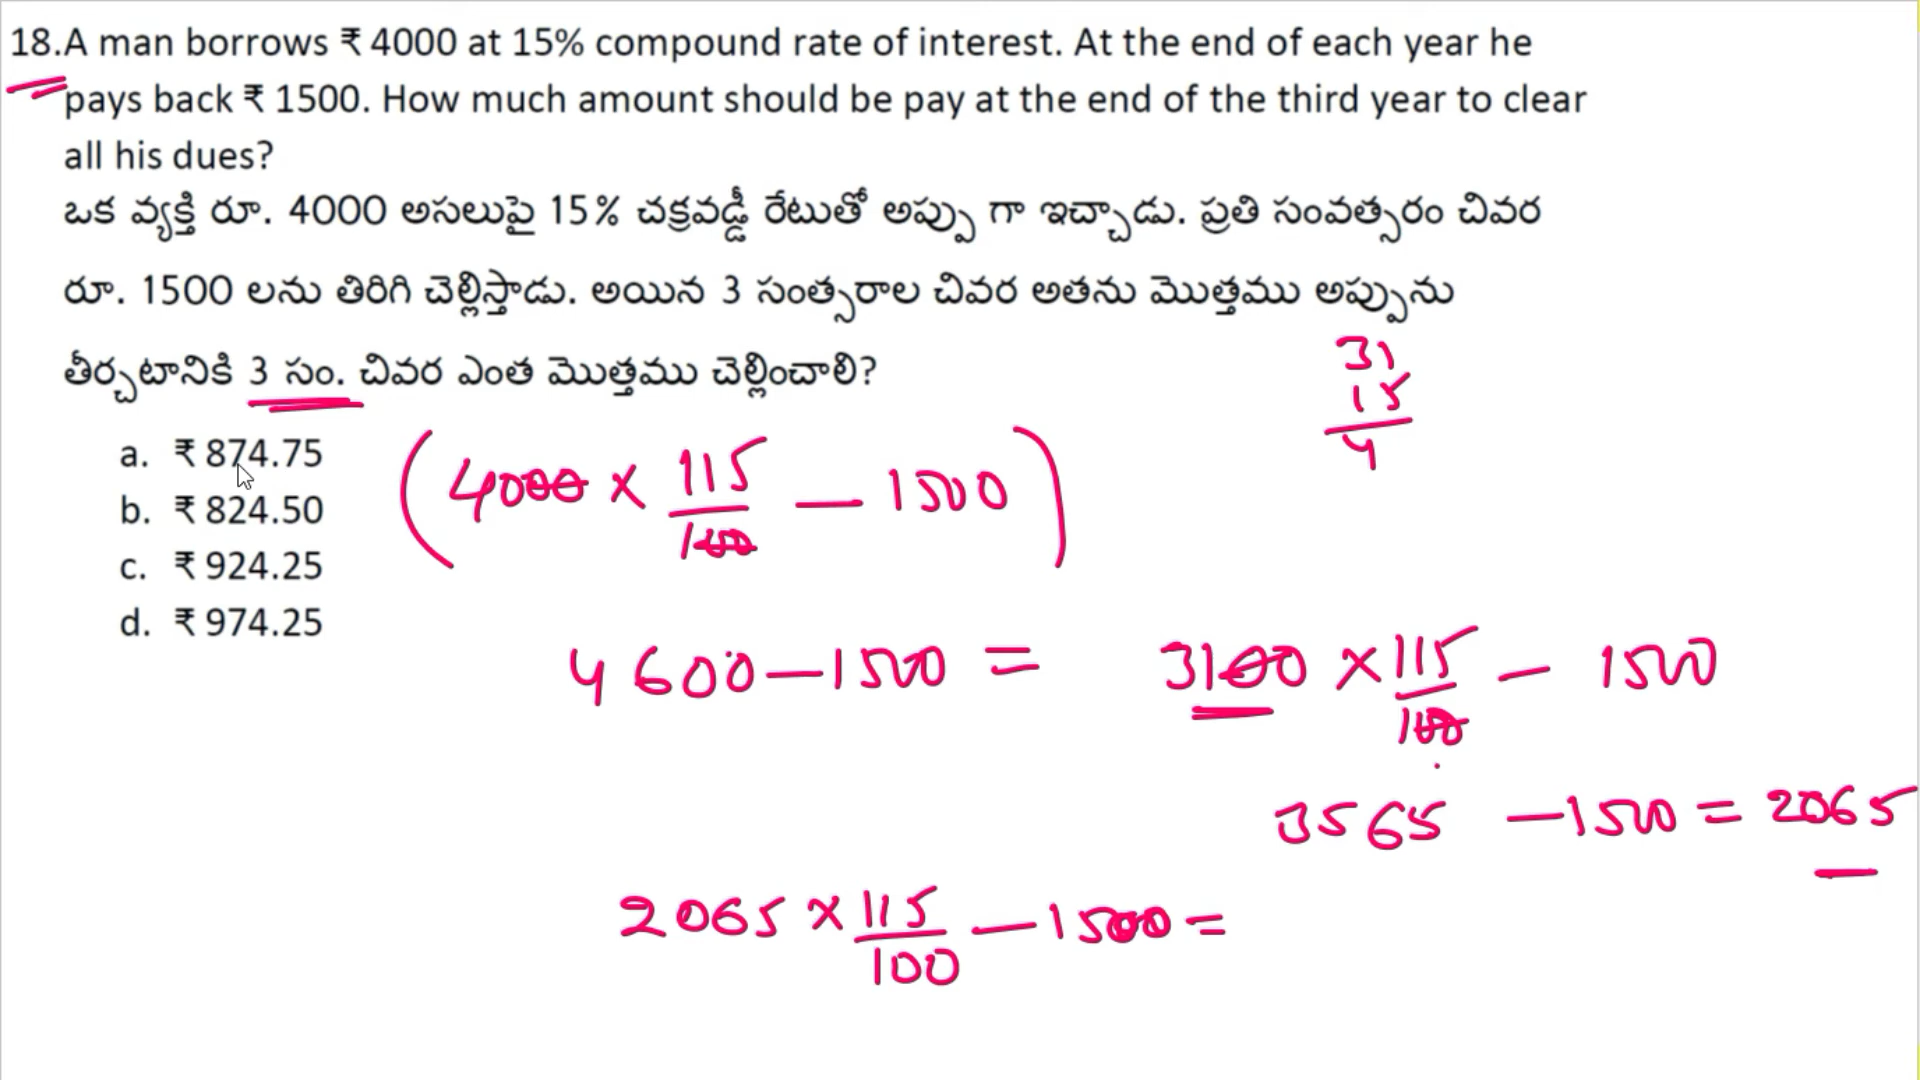 18.A man borrows ₹ 4000 at 15% compound rate of interest. At the end of each year he
pays back ₹ 1500. How much amount should be pay at the end of the third year to clear
all his dues?
ఒక వ్యక్తి రూ. 4000 అసలుపై 15% చక్రవడ్డీ రేటుతో అప్పు గా ఇచ్చాడు. ప్రతి సంవత్సరం చివర
రూ. 1500 లను తిరిగి చెల్లిస్తాడు. అయిన 3 సంత్సరాల చివర అతను మొత్తము అప్పును
తీర్చటానికి 3 సం. చివర ఎంత మొత్తము చెల్లించాలి?
31
15
4
a. ₹ 874.75
b. ₹ 824.50
c. ₹ 924.25
d. ₹ 974.25
(4000 × 115/100 — 1500)
4600 — 1500 = 3100 × 115/100 — 1500
3565 — 1500 = 2065
2065 × 115/100 — 1500 =